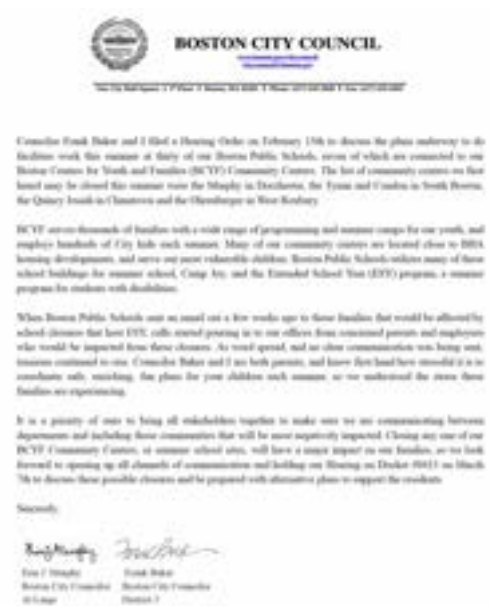 BOSTON CITY COUNCIL
Councilor Frank Baker and I filed a Hearing Order on February 15th to discuss the plans underway to do
facilities work this summer at thirty of our Boston Public Schools, seven of which are connected to our
Boston Centers for Youth and Families (BCYF) Community Centers. The list of community centers we first
heard may be closed this summer were the Murphy in Dorchester, the Tynan and Condon in South Boston,
the Quincy in Chinatown and the Ohrenberger in West Roxbury.
BCYF serves thousands of families with a wide range of programming and summer camps for our youth, and
employs hundreds of City kids each summer. Many of our community centers are located close to BHA
housing developments, and serve our most vulnerable children. Boston Public Schools utilizes many of these
school buildings for summer school, Camp Joy, and the Extended School Year (ESY) program, a summer
program for students with disabilities.
When Boston Public Schools sent an email out a few weeks ago to those families that would be affected by
school closures that host ESY, calls started pouring in to our offices from concerned parents and employees
who would be impacted from these closures. As word spread, and no clear communication was being sent,
tensions continued to rise. Councilor Baker and I are both parents, and know first hand how stressful it is to
coordinate safe, enriching, fun plans for your children each summer, so we understand the stress these
families are experiencing.
It is a priority of ours to bring all stakeholders together to make sure we are communicating between
departments and including those communities that will be most negatively impacted. Closing any one of our
BCYF Community Centers, or summer school sites, will have a major impact on our families, so we look
forward to opening up all channels of communication and holding our Hearing on Docket on March
7th to discuss these possible closures and be prepared with alternative plans to support the residents.
Sincerely,
Erin J. Murphy Frank Baker
Boston City Councilor Boston City Councilor
At-Large District 3